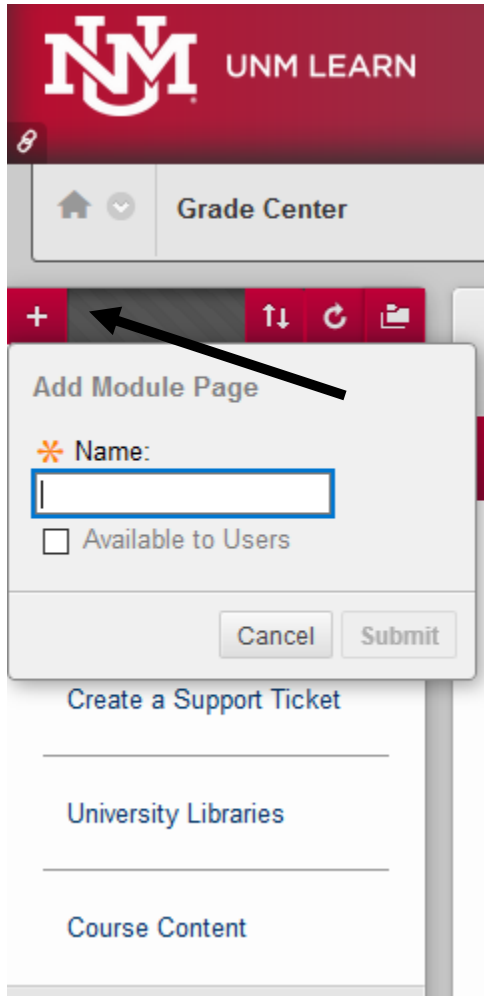 UNM
UNM LEARN
Grade Center
+
Add Module Page
* Name:
Available to Users
Cancel Submit
Create a Support Ticket
University Libraries
Course Content